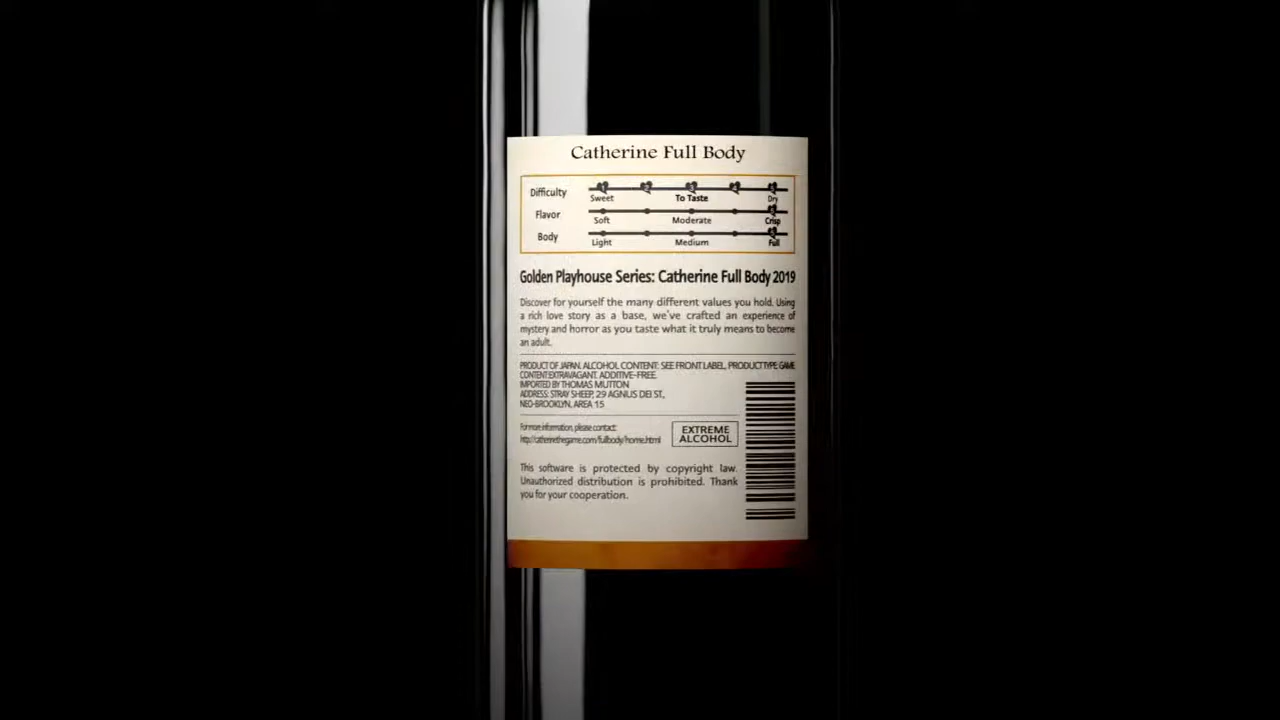 Catherine Full Body
Difficulty
Sweet To Taste Dry
Flavor
Soft Moderate Crisp
Body
Light Medium Full
Golden Playhouse Series: Catherine Full Body 2019
Discover for yourself the many different values you hold. Using
a rich love story as a base, we've crafted an experience of
mystery and horror as you taste what it truly means to become
an adult.
PRODUCT OF JAPAN. ALCOHOL CONTENT: SEE FRONT LABEL, PRODUCT TYPE: GAME
CONTENT: EXTRAVAGANT. ADDITIVE-FREE.
IMPORTED BY THOMAS MUTTON
ADDRESS: STRAY SHEEP, 29 AGNUS DEI ST.,
NEO-BROOKLYN, AREA 15
For more information, please contact:
http://catherinethegame.com/fullbody/home.html
EXTREME
ALCOHOL
This software is protected by copyright law.
Unauthorized distribution is prohibited. Thank
you for your cooperation.